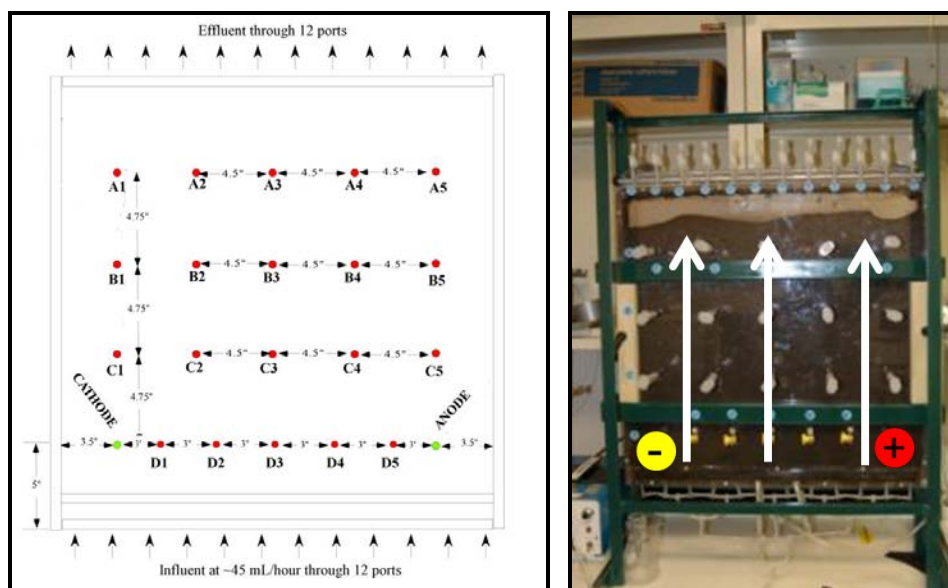 Effluent through 12 ports
4.5" 4.5" 4.5"
A1 A2 A3 A4 A5
4.75"
4.5" 4.5" 4.5"
B1 B2 B3 B4 B5
4.75"
4.5" 4.5" 4.5"
C1 C2 C3 C4 C5
CATHODE 4.75" ANODE
3.5" 3" 3" 3" 3" 3" 3" 3.5"
D1 D2 D3 D4 D5
5"
Influent at ~45 mL/hour through 12 ports
- +